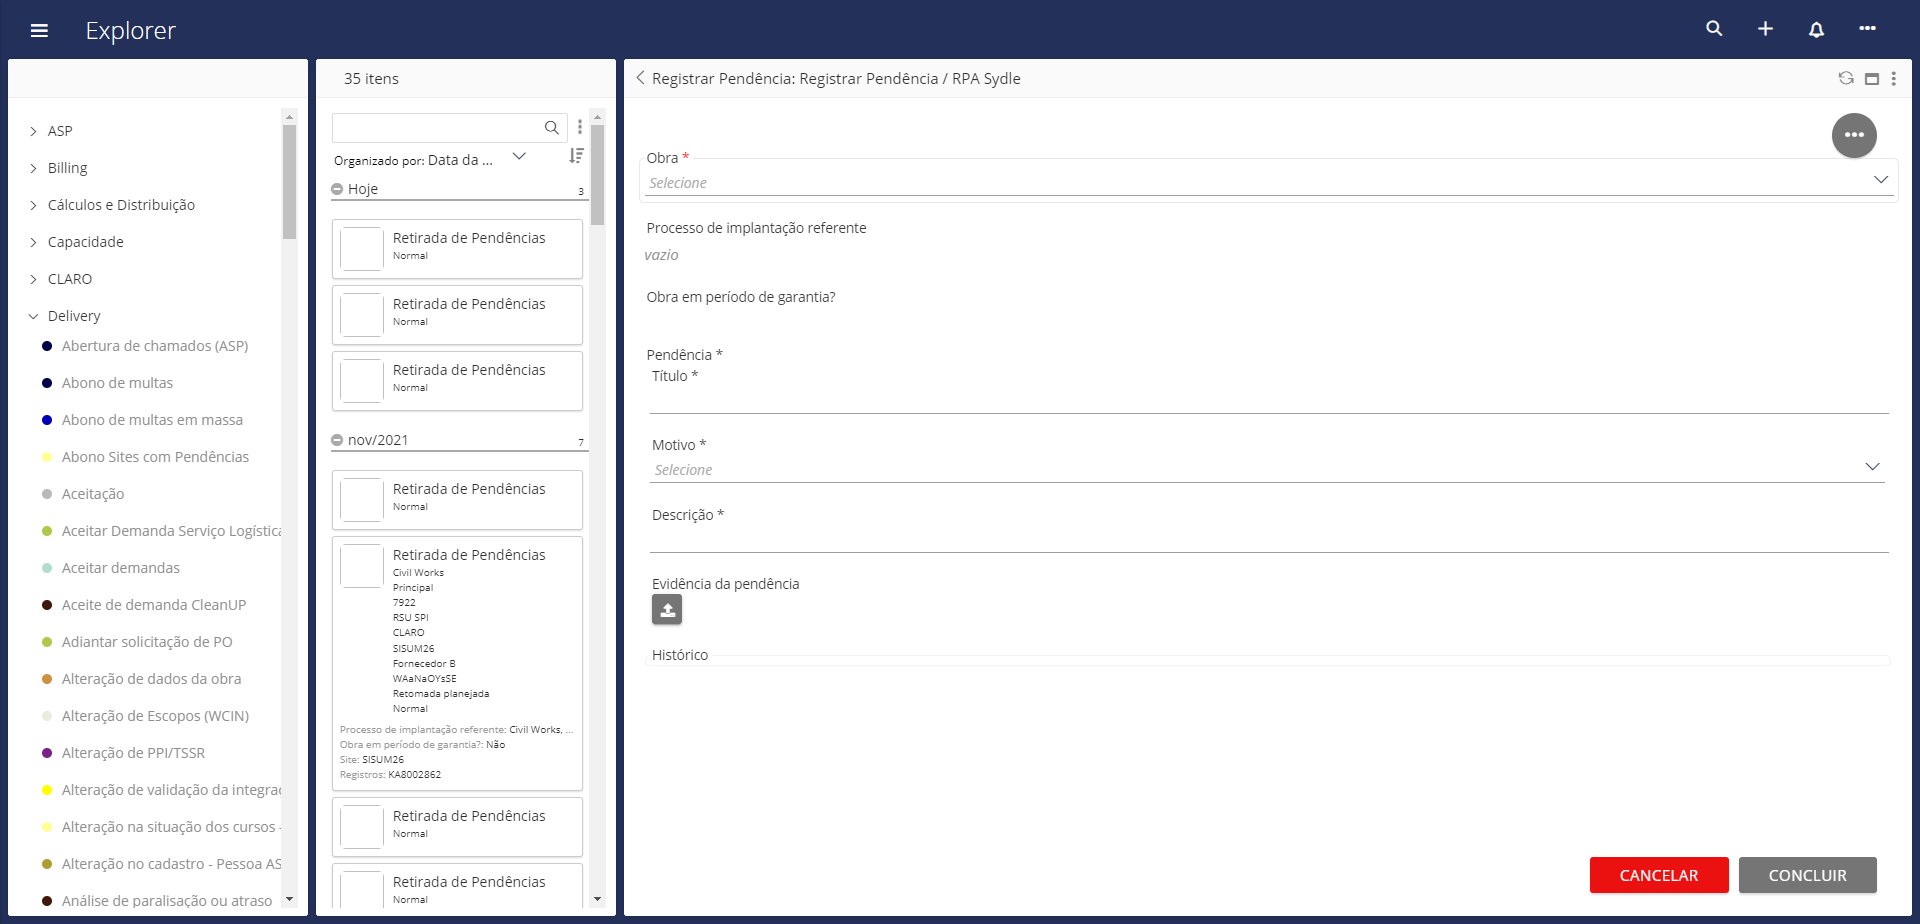 Explorer
ASP
Billing
Cálculos e Distribuição
Capacidade
CLARO
Delivery
Abertura de chamados (ASP)
Abono de multas
Abono de multas em massa
Abono Sites com Pendências
Aceitação
Aceitar Demanda Serviço Logística
Aceitar demandas
Aceite de demanda CleanUP
Adiantar solicitação de PO
Alteração de dados da obra
Alteração de Escopos (WCIN)
Alteração de PPI/TSSR
Alteração de validação da integraç
Alteração na situação dos cursos -
Alteração no cadastro - Pessoa AS
Análise de paralisação ou atraso
35 itens
Organizado por: Data da ...
Hoje 3
Retirada de Pendências
Normal
Retirada de Pendências
Normal
Retirada de Pendências
Normal
nov/2021 7
Retirada de Pendências
Normal
Retirada de Pendências
Civil Works
Principal
7922
RSU SPI
CLARO
SISUM26
Fornecedor B
WAaNaOYsSE
Retomada planejada
Normal
Processo de implantação referente: Civil Works, ...
Obra em período de garantia?: Não
Site: SISUM26
Registros: KA8002862
Retirada de Pendências
Normal
Retirada de Pendências
Normal
Registrar Pendência: Registrar Pendência / RPA Sydle
Obra *
Selecione
Processo de implantação referente
vazio
Obra em período de garantia?
Pendência *
Título *
Motivo *
Selecione
Descrição *
Evidência da pendência
Histórico
CANCELAR
CONCLUIR